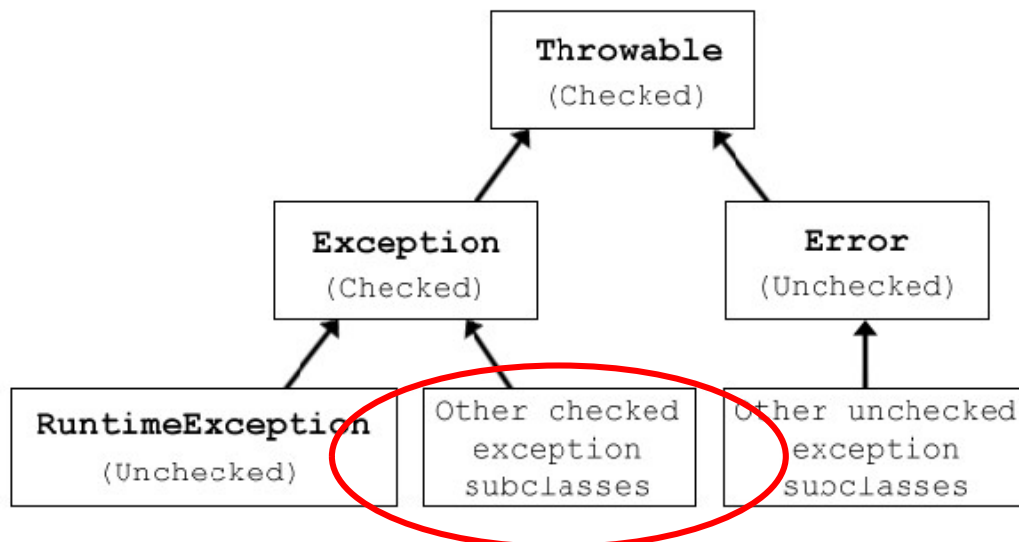 Throwable
(Checked)
Exception
(Checked)
Error
(Unchecked)
RuntimeException
(Unchecked)
Other checked
exception
subclasses
Other unchecked
exception
subclasses